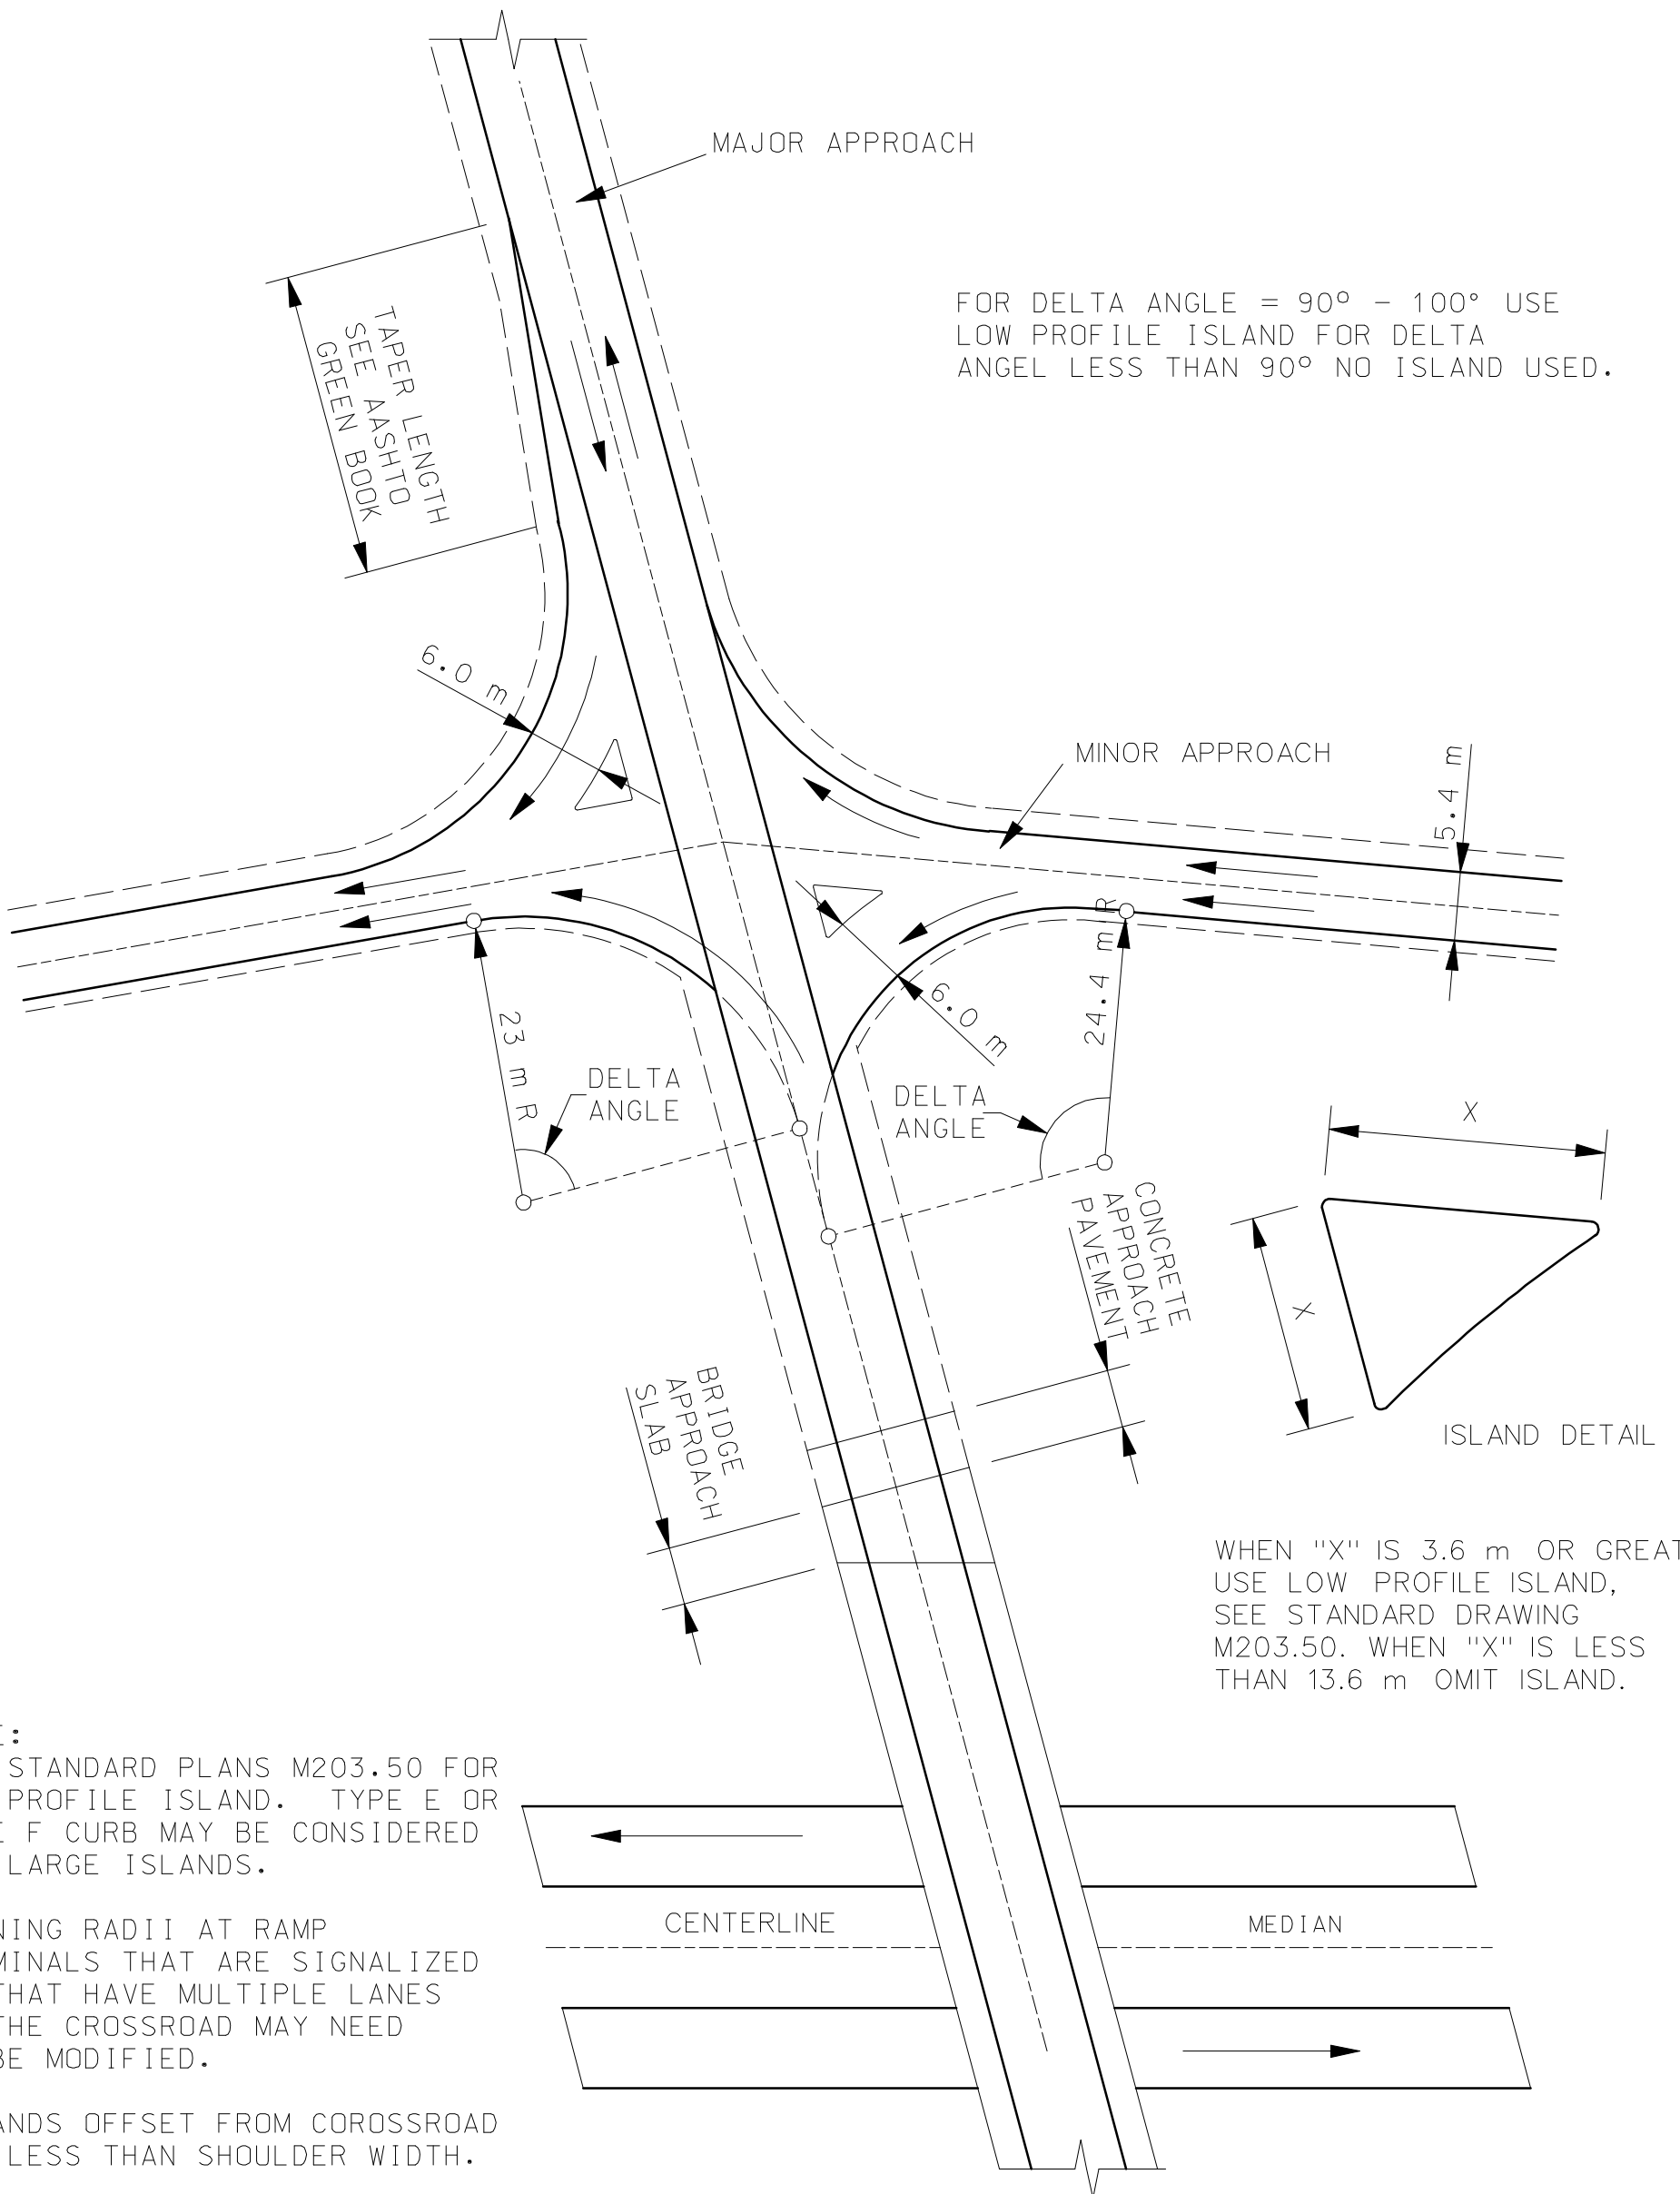 MAJOR APPROACH
FOR DELTA ANGLE = 90° - 100° USE
LOW PROFILE ISLAND FOR DELTA
ANGEL LESS THAN 90° NO ISLAND USED.
TAPER LENGTH
SEE AASHTO
GREEN BOOK
6.0 m
MINOR APPROACH
5.4 m
23 m R
DELTA
ANGLE
6.0 m
24.4 m R
DELTA
ANGLE
X
X
CONCRETE
APPROACH
PAVEMENT
BRIDGE
APPROACH
SLAB
ISLAND DETAIL
WHEN "X" IS 3.6 m OR GREAT
USE LOW PROFILE ISLAND,
SEE STANDARD DRAWING
M203.50. WHEN "X" IS LESS
THAN 13.6 m OMIT ISLAND.
E:
STANDARD PLANS M203.50 FOR
PROFILE ISLAND. TYPE E OR
E F CURB MAY BE CONSIDERED
LARGE ISLANDS.
NING RADII AT RAMP
MINALS THAT ARE SIGNALIZED
THAT HAVE MULTIPLE LANES
THE CROSSROAD MAY NEED
BE MODIFIED.
ANDS OFFSET FROM COROSSROAD
LESS THAN SHOULDER WIDTH.
CENTERLINE
MEDIAN